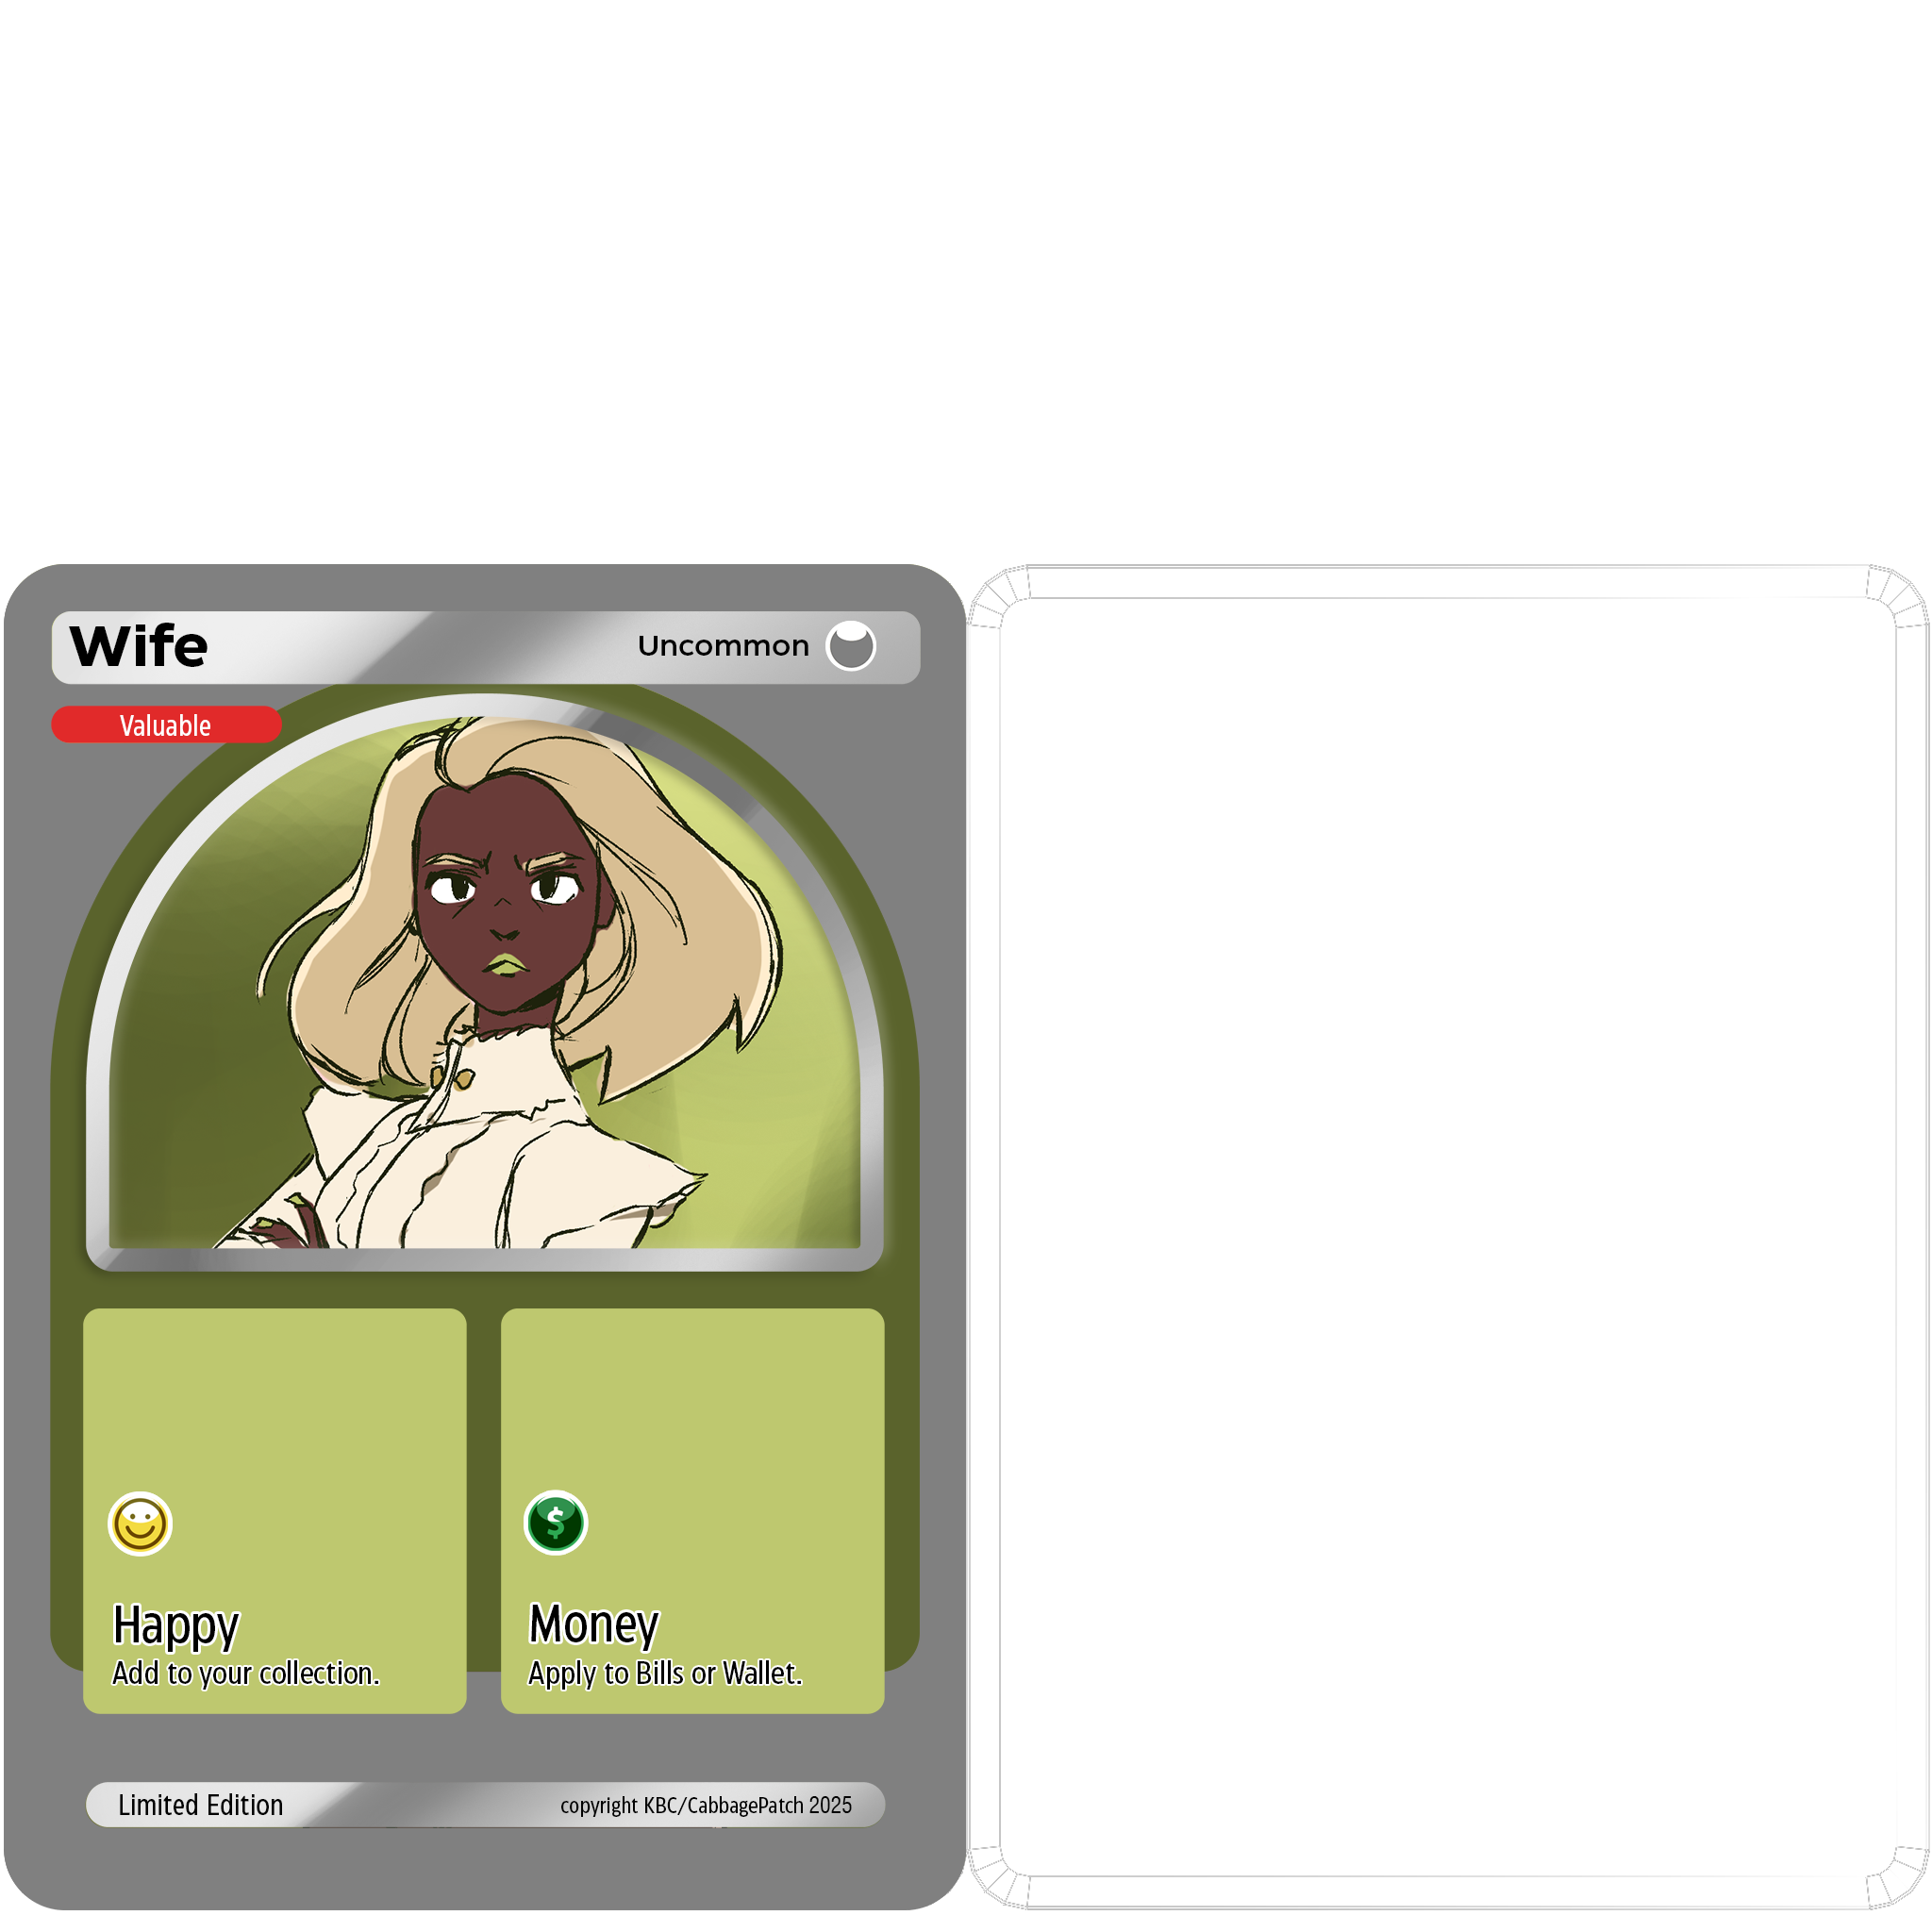 Wife
Uncommon
Valuable
$
Happy
Add to your collection.
Money
Apply to Bills or Wallet.
Limited Edition
copyright KBC/CabbagePatch 2025